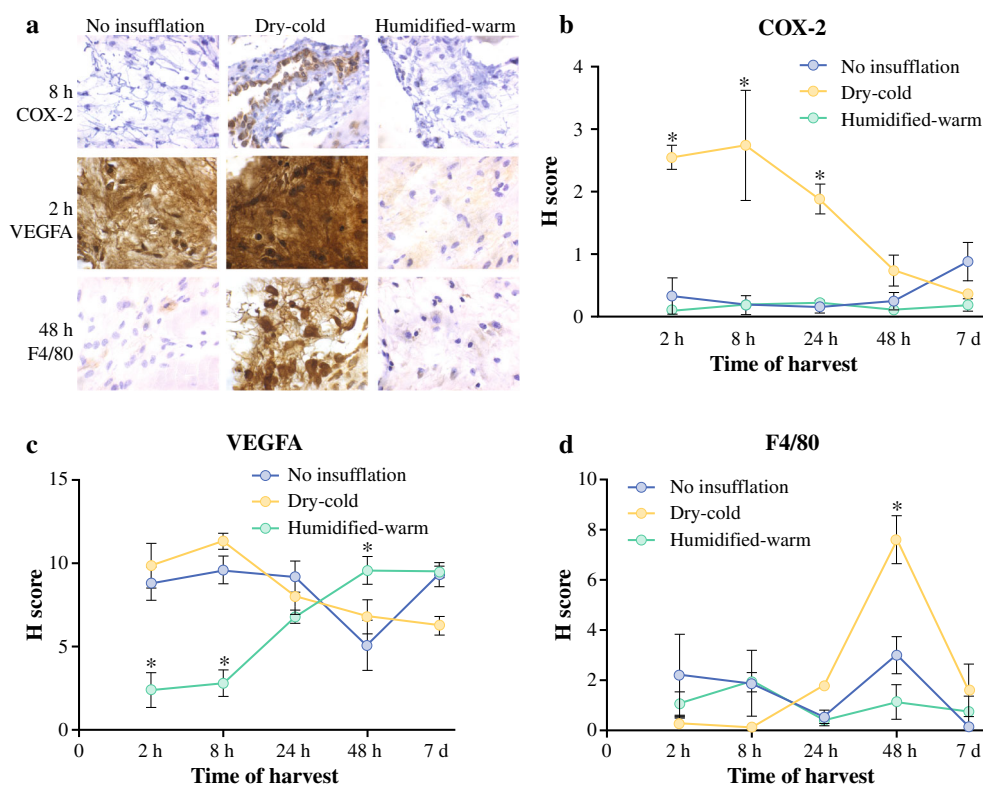 a
No insufflation Dry-cold Humidified-warm
8 h
COX-2
2 h
VEGFA
48 h
F4/80
b
COX-2
No insufflation
Dry-cold
Humidified-warm
4
3
2
1
0
H score
* * *
2 h 8 h 24 h 48 h 7 d
Time of harvest
c
VEGFA
No insufflation
Dry-cold
Humidified-warm
15
10
5
0
H score
* * *
0 2 h 8 h 24 h 48 h 7 d
Time of harvest
d
F4/80
No insufflation
Dry-cold
Humidified-warm
10
8
6
4
2
0
H score
*
0 2 h 8 h 24 h 48 h 7 d
Time of harvest